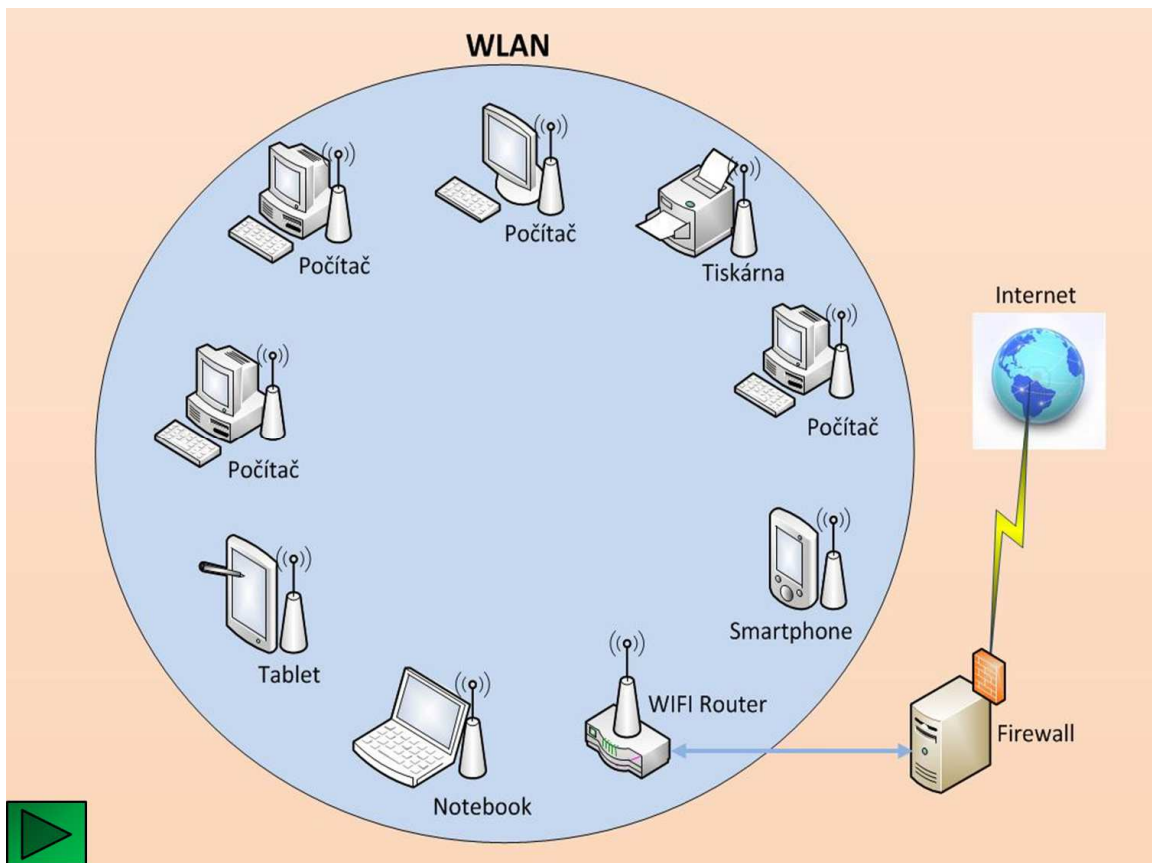 WLAN
Počítač
Počítač
Tiskárna
Internet
Počítač
Počítač
Smartphone
Tablet
WIFI Router
Firewall
Notebook